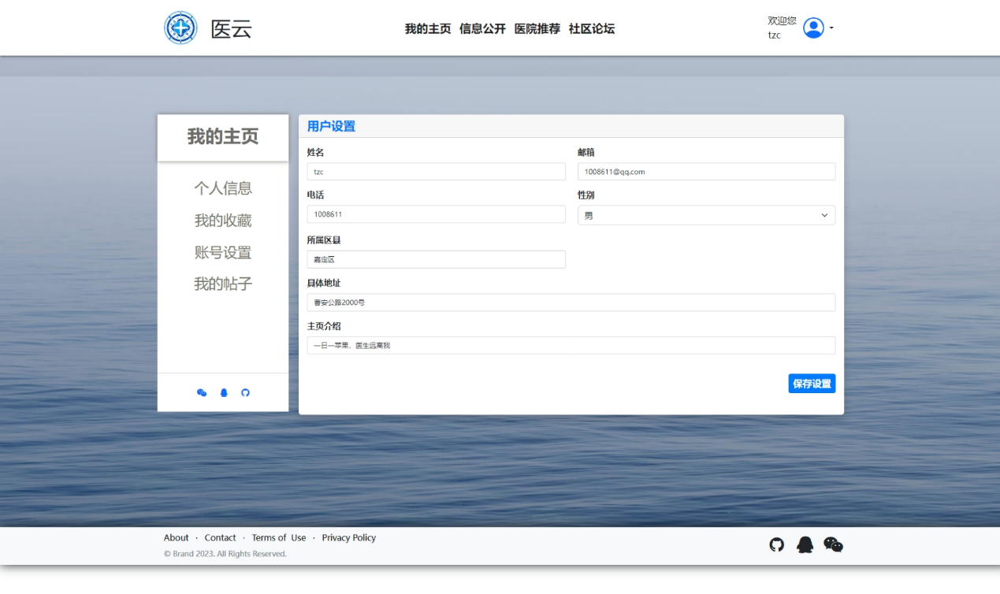 医云
我的主页 信息公开 医院推荐 社区论坛
欢迎您
tzc
我的主页
个人信息
我的收藏
账号设置
我的帖子
用户设置
姓名
tzc
邮箱
1008611@qq.com
电话
1008611
性别
男
所属区县
嘉定区
具体地址
曹安公路2000号
主页介绍
一日一苹果，医生远离我
保存设置
About · Contact · Terms of Use · Privacy Policy
© Brand 2023. All Rights Reserved.